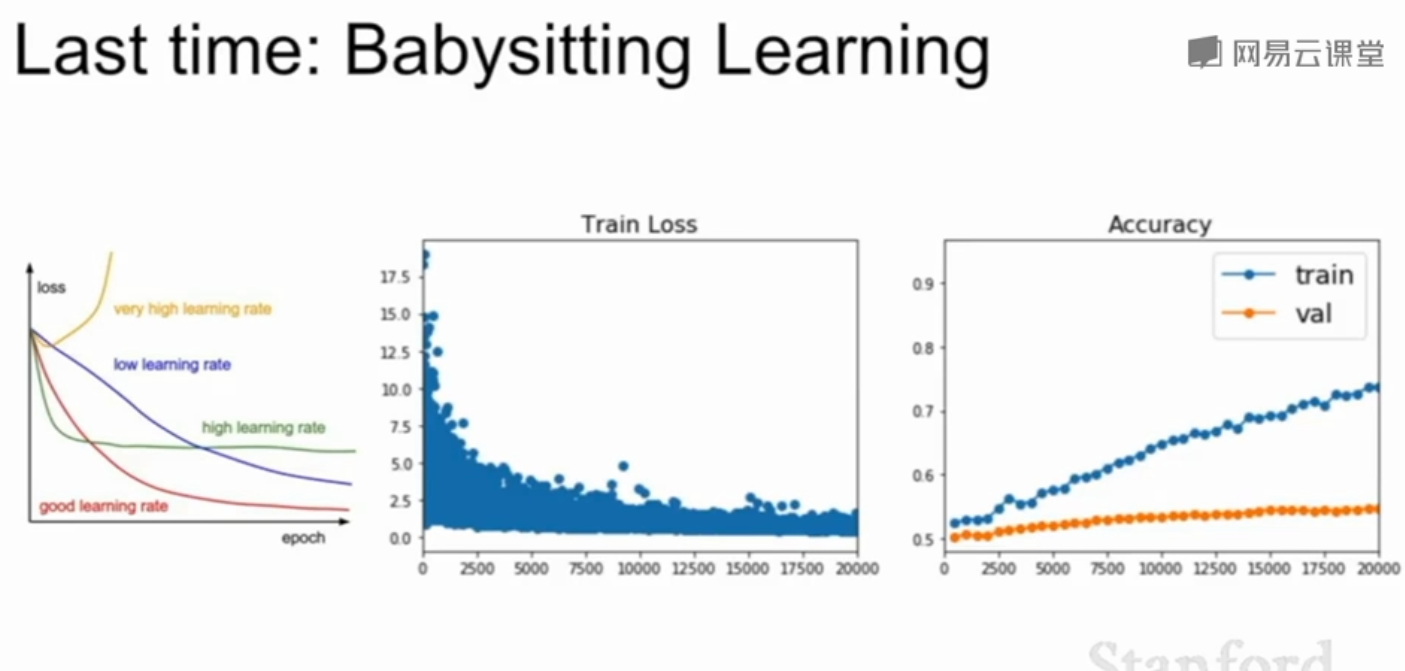 Last time: Babysitting Learning
网易云课堂
loss
very high learning rate
low learning rate
high learning rate
good learning rate
epoch
Train Loss
17.5
15.0
12.5
10.0
7.5
5.0
2.5
0.0
0 2500 5000 7500 10000 12500 15000 17500 20000
Accuracy
train
val
0.9
0.8
0.7
0.6
0.5
0 2500 5000 7500 10000 12500 15000 17500 20000
Stanford